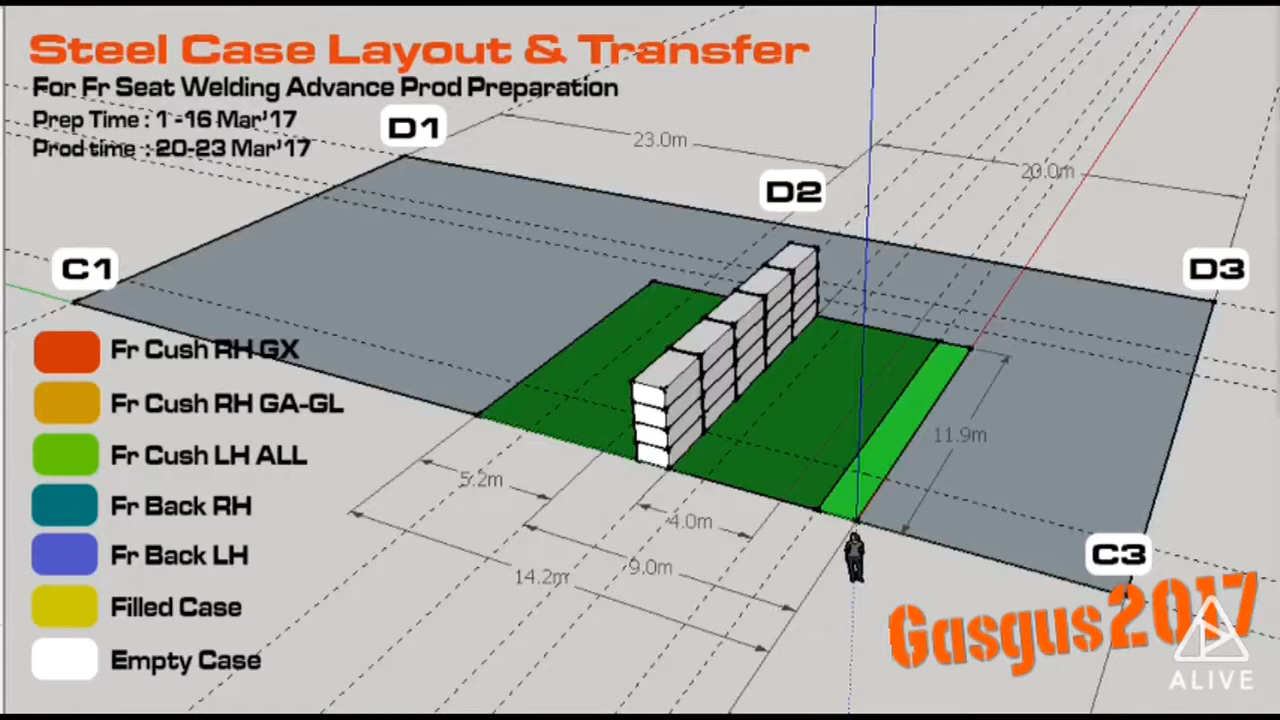 Steel Case Layout & Transfer
For Fr Seat Welding Advance Prod Preparation
Prep Time : 1 -16 Mar'17
Prod time : 20-23 Mar'17
D1
23.0m
20.0m
D2
C1
D3
Fr Cush RH GX
Fr Cush RH GA-GL
Fr Cush LH ALL
Fr Back RH
Fr Back LH
Filled Case
Empty Case
11.9m
5.2m
4.0m
9.0m
14.2m
C3
Gasgus2017
ALIVE